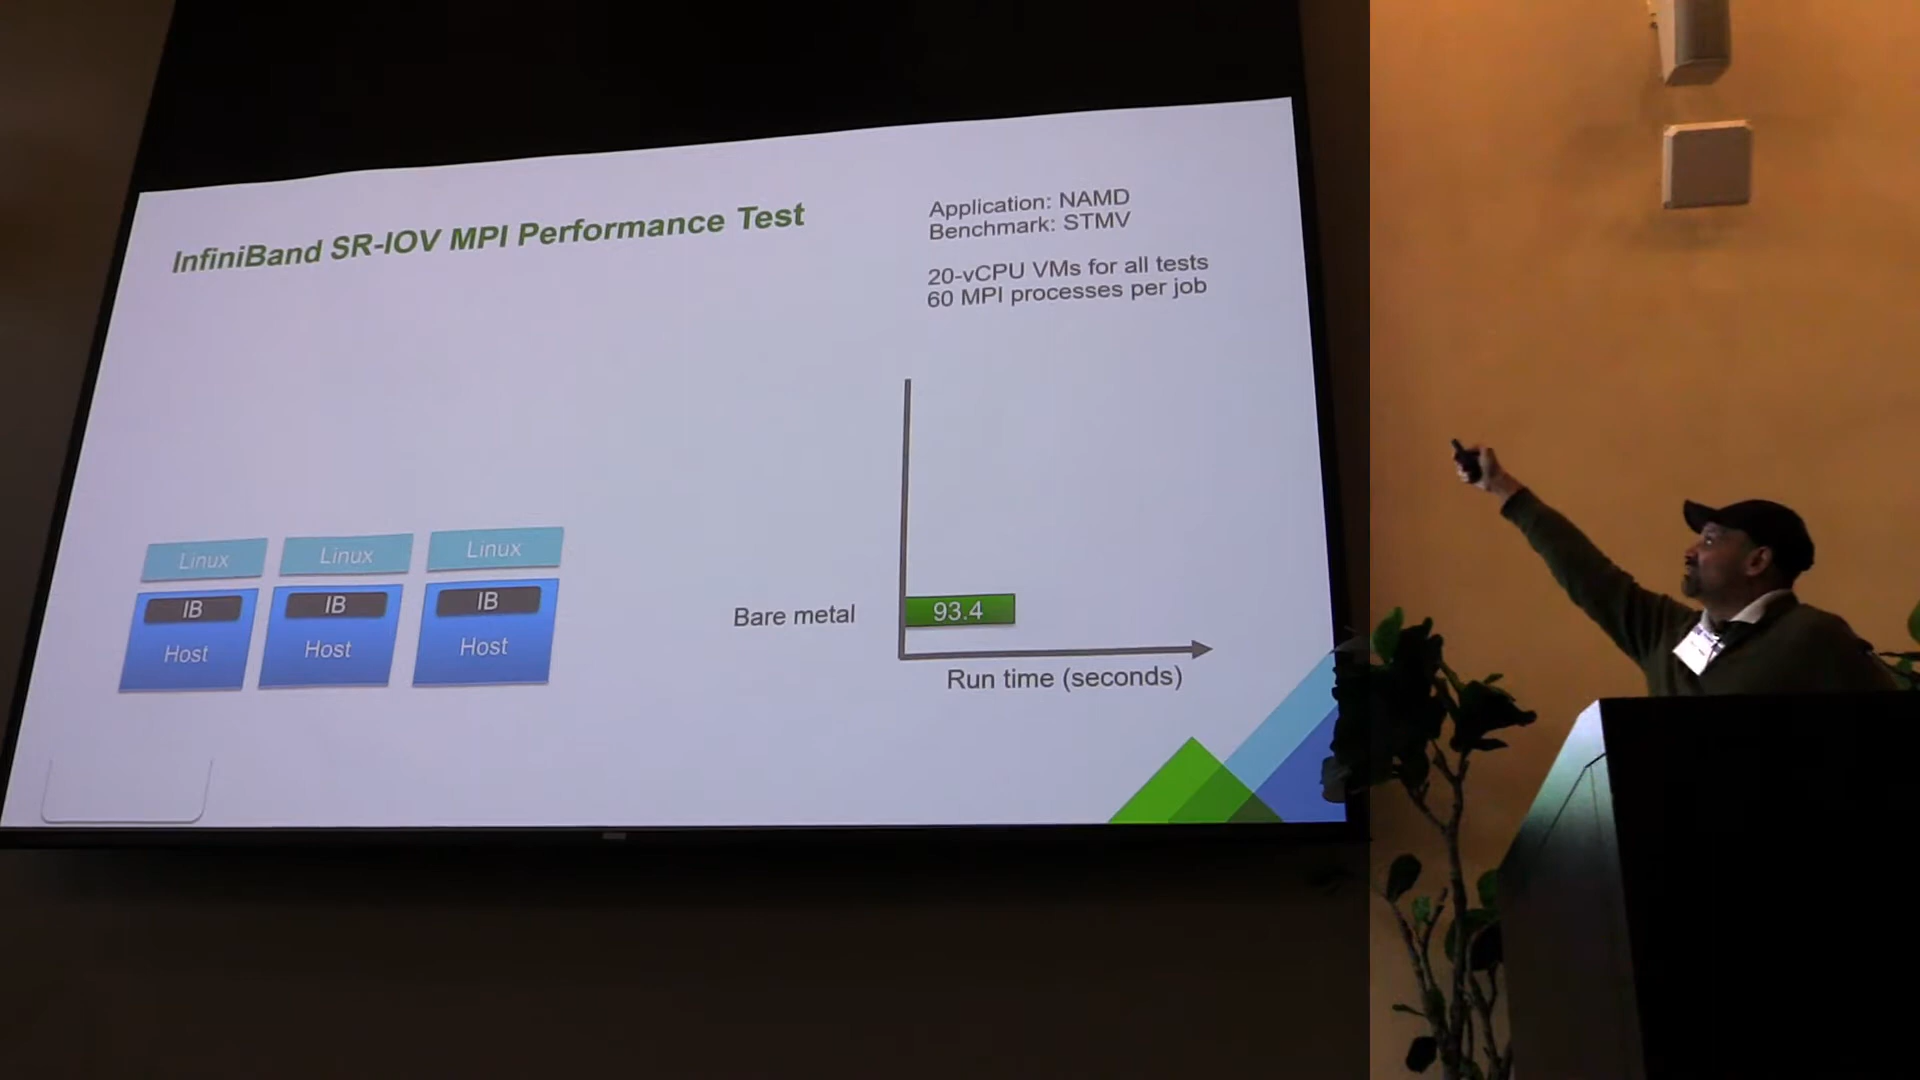 InfiniBand SR-IOV MPI Performance Test
Application: NAMD
Benchmark: STMV
20-vCPU VMs for all tests
60 MPI processes per job
Linux
Linux
Linux
IB
IB
IB
Host
Host
Host
Bare metal
93.4
Run time (seconds)